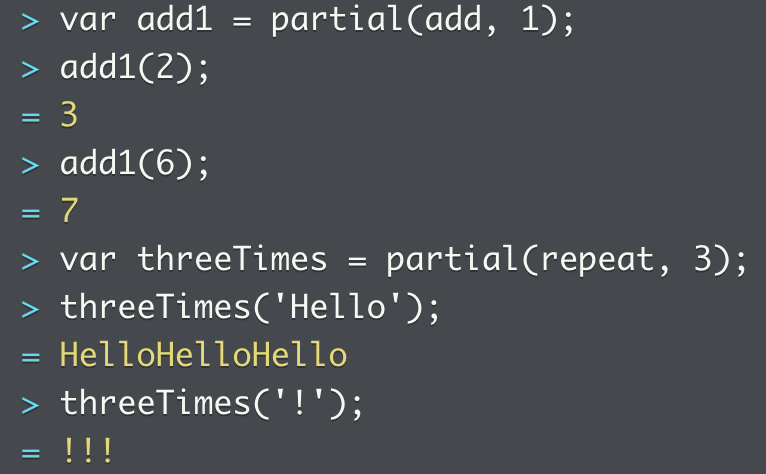 > var add1 = partial(add, 1);
> add1(2);
= 3
> add1(6);
= 7
> var threeTimes = partial(repeat, 3);
> threeTimes('Hello');
= HelloHelloHello
> threeTimes('!');
= !!!